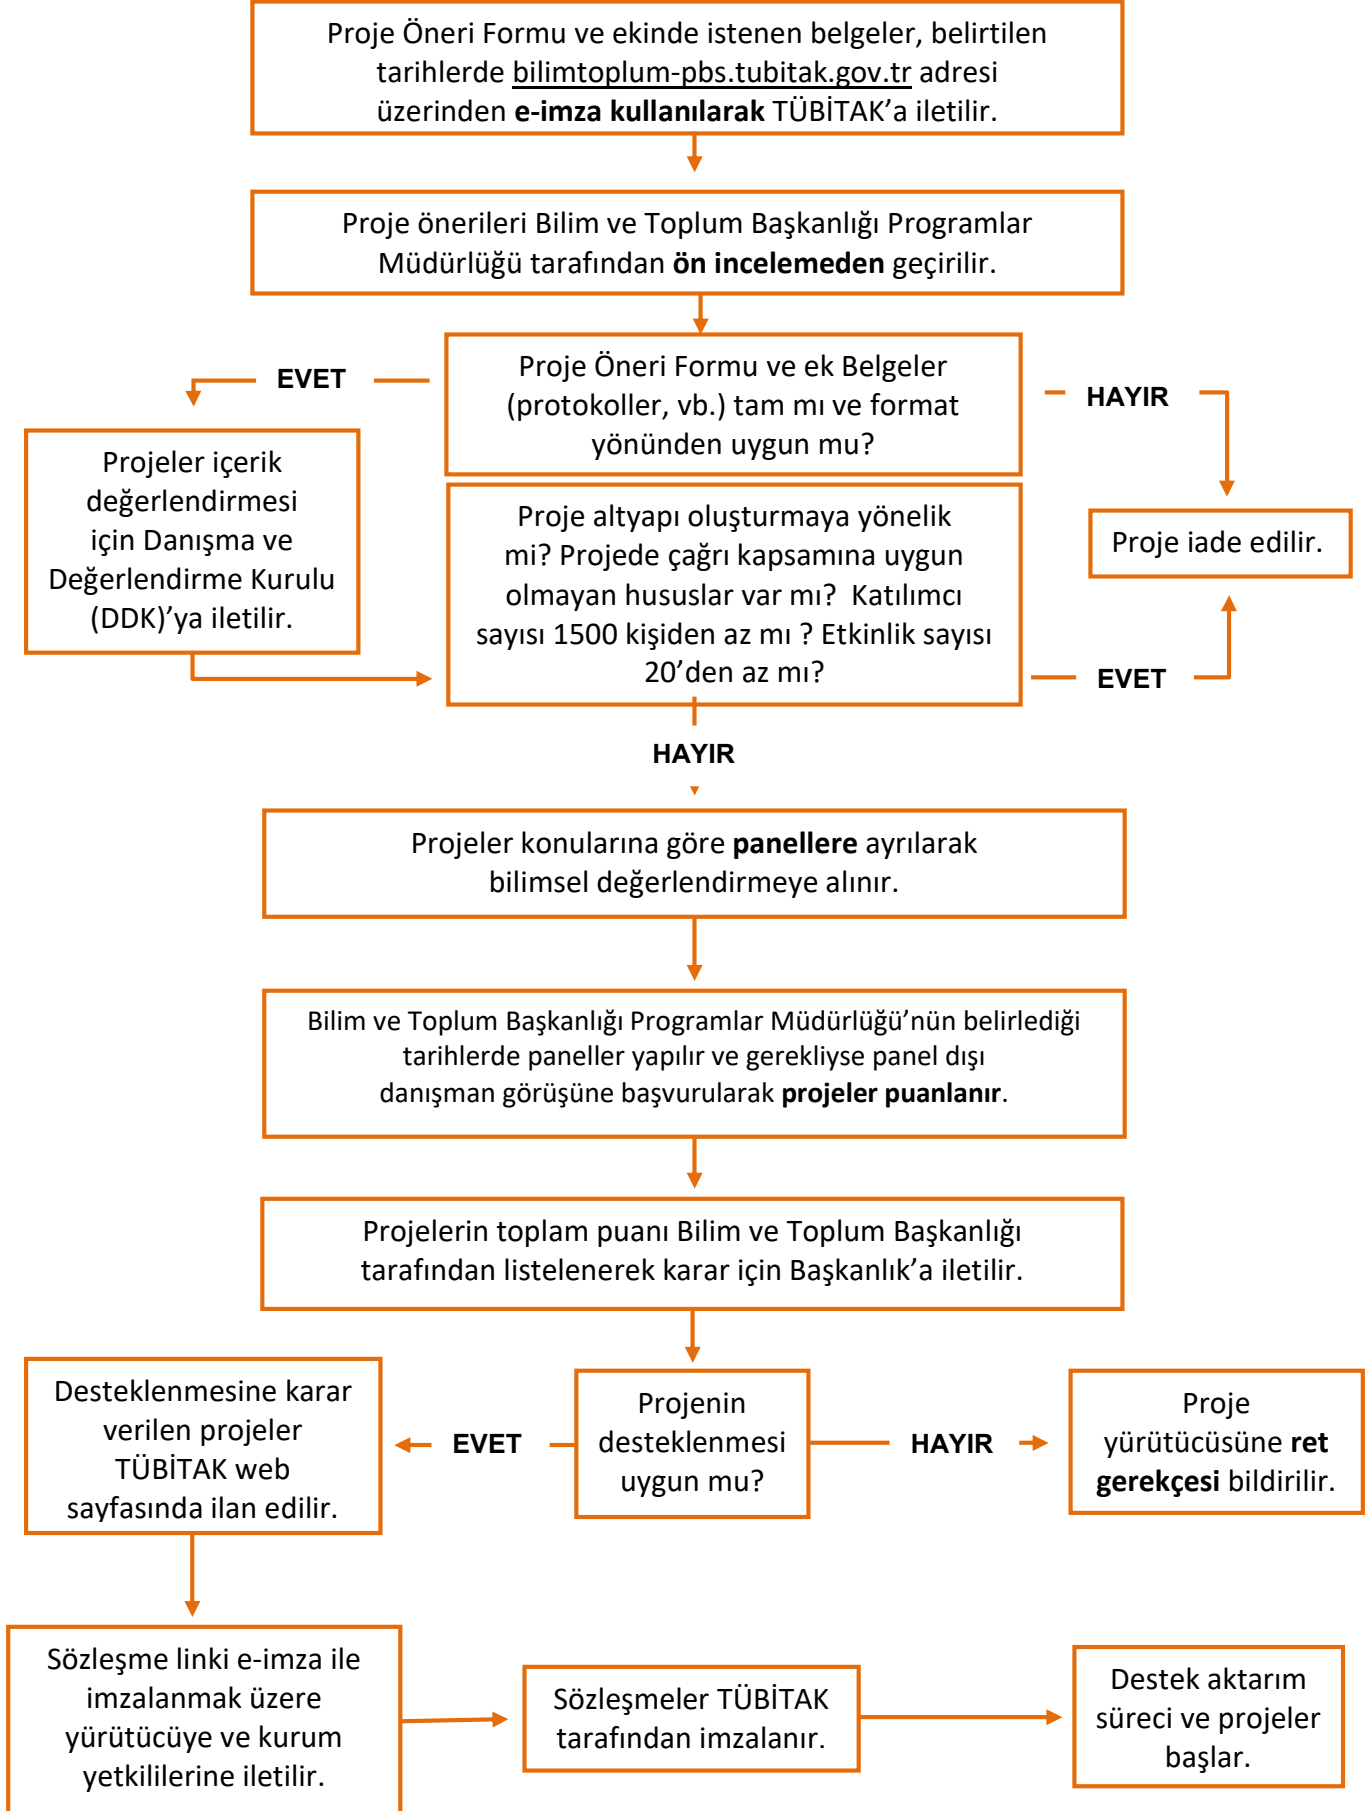 Proje Öneri Formu ve ekinde istenen belgeler, belirtilen
tarihlerde bilimtoplum-pbs.tubitak.gov.tr adresi
üzerinden e-imza kullanılarak TÜBİTAK’a iletilir.
Proje önerileri Bilim ve Toplum Başkanlığı Programlar
Müdürlüğü tarafından ön incelemeden geçirilir.
EVET
Proje Öneri Formu ve ek Belgeler
(protokoller, vb.) tam mı ve format
yönünden uygun mu?
HAYIR
Projeler içerik
değerlendirmesi
için Danışma ve
Değerlendirme Kurulu
(DDK)’ya iletilir.
Proje altyapı oluşturmaya yönelik
mi? Projede çağrı kapsamına uygun
olmayan hususlar var mı?  Katılımcı
sayısı 1500 kişiden az mı ? Etkinlik sayısı
20’den az mı?
Proje iade edilir.
EVET
HAYIR
Projeler konularına göre panellere ayrılarak
bilimsel değerlendirmeye alınır.
Bilim ve Toplum Başkanlığı Programlar Müdürlüğü’nün belirlediği
tarihlerde paneller yapılır ve gerekliyse panel dışı
danışman görüşüne başvurularak projeler puanlanır.
Projelerin toplam puanı Bilim ve Toplum Başkanlığı
tarafından listelenerek karar için Başkanlık’a iletilir.
Desteklenmesine karar
verilen projeler
TÜBİTAK web
sayfasında ilan edilir.
EVET
Projenin
desteklenmesi
uygun mu?
HAYIR
Proje
yürütücüsüne ret
gerekçesi bildirilir.
Sözleşme linki e-imza ile
imzalanmak üzere
yürütücüye ve kurum
yetkililerine iletilir.
Sözleşmeler TÜBİTAK
tarafından imzalanır.
Destek aktarım
süreci ve projeler
başlar.